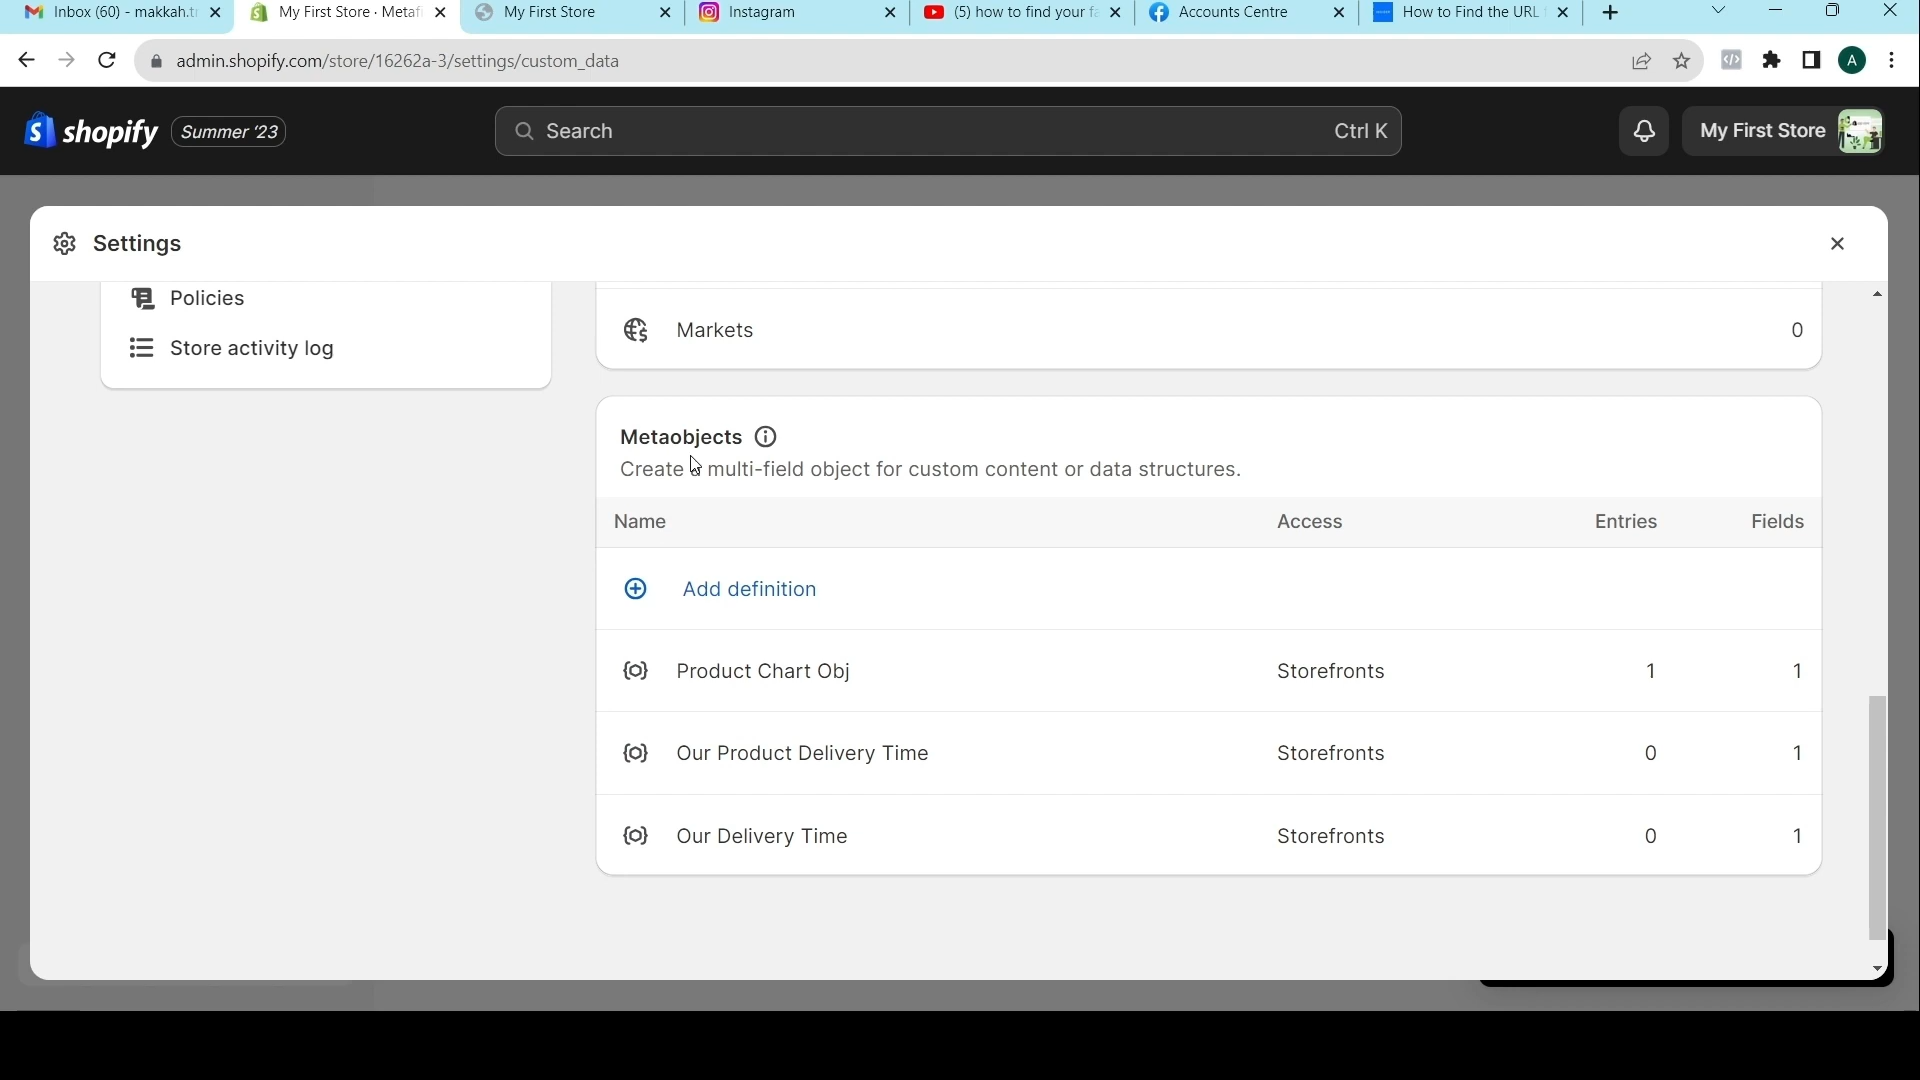 Inbox (60) - makkah.t
My First Store · Metaf
My First Store
Instagram
(5) how to find your f
Accounts Centre
How to Find the URL
admin.shopify.com/store/16262a-3/settings/custom_data
A
shopify
Summer '23
Search
Ctrl K
My First Store
Settings
Policies
Store activity log
Markets
0
Metaobjects
Create a multi-field object for custom content or data structures.
Name Access Entries Fields
Add definition
Product Chart Obj Storefronts 1 1
Our Product Delivery Time Storefronts 0 1
Our Delivery Time Storefronts 0 1